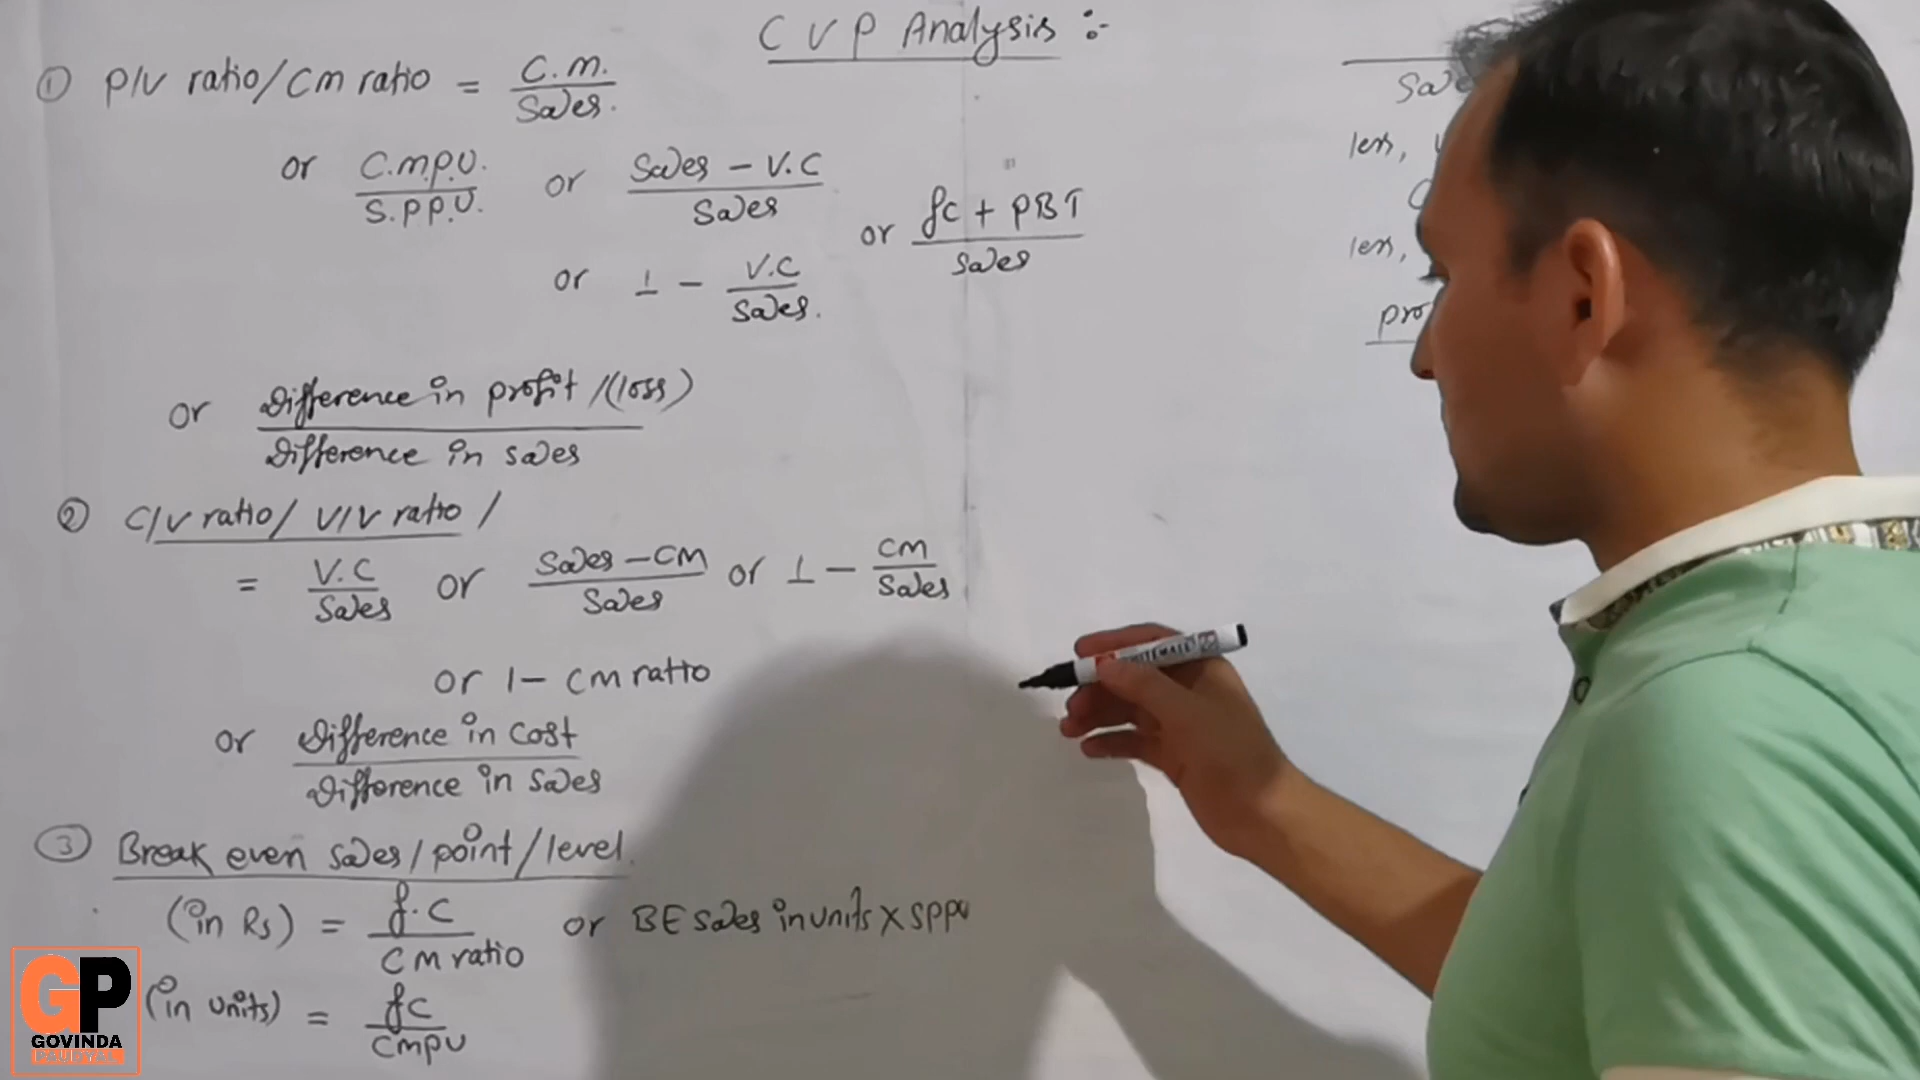 C V P Analysis :-
① P/V ratio/Cm ratio = C.M. / Sales.
or C.M.P.U. / S.P.P.U. or Sales - V.C / Sales or fc + PBT / Sales
or 1 - V.C / Sales.
or Difference in profit /(loss) / Difference in sales
② C/V ratio/ V/V ratio /
= V.C / Sales or Sales - CM / Sales or 1 - CM / Sales
or 1 - CM ratio
or Difference in Cost / Difference in Sales
③ Break even sales/point/level.
(in Rs) = f.C / CM ratio or BE Sales in units X SPPU
(in units) = fC / CMPU
less,
less,
GP
GOVINDA
PAUDYAL
WHITEMATE